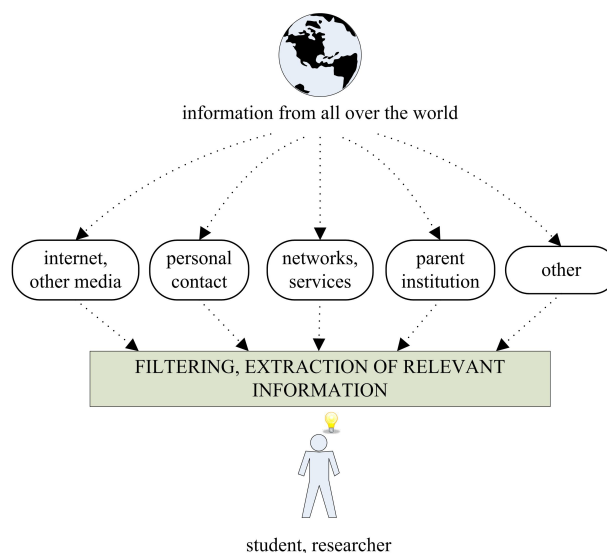 information from all over the world
internet,
other media
personal
contact
networks,
services
parent
institution
other
FILTERING, EXTRACTION OF RELEVANT
INFORMATION
student, researcher